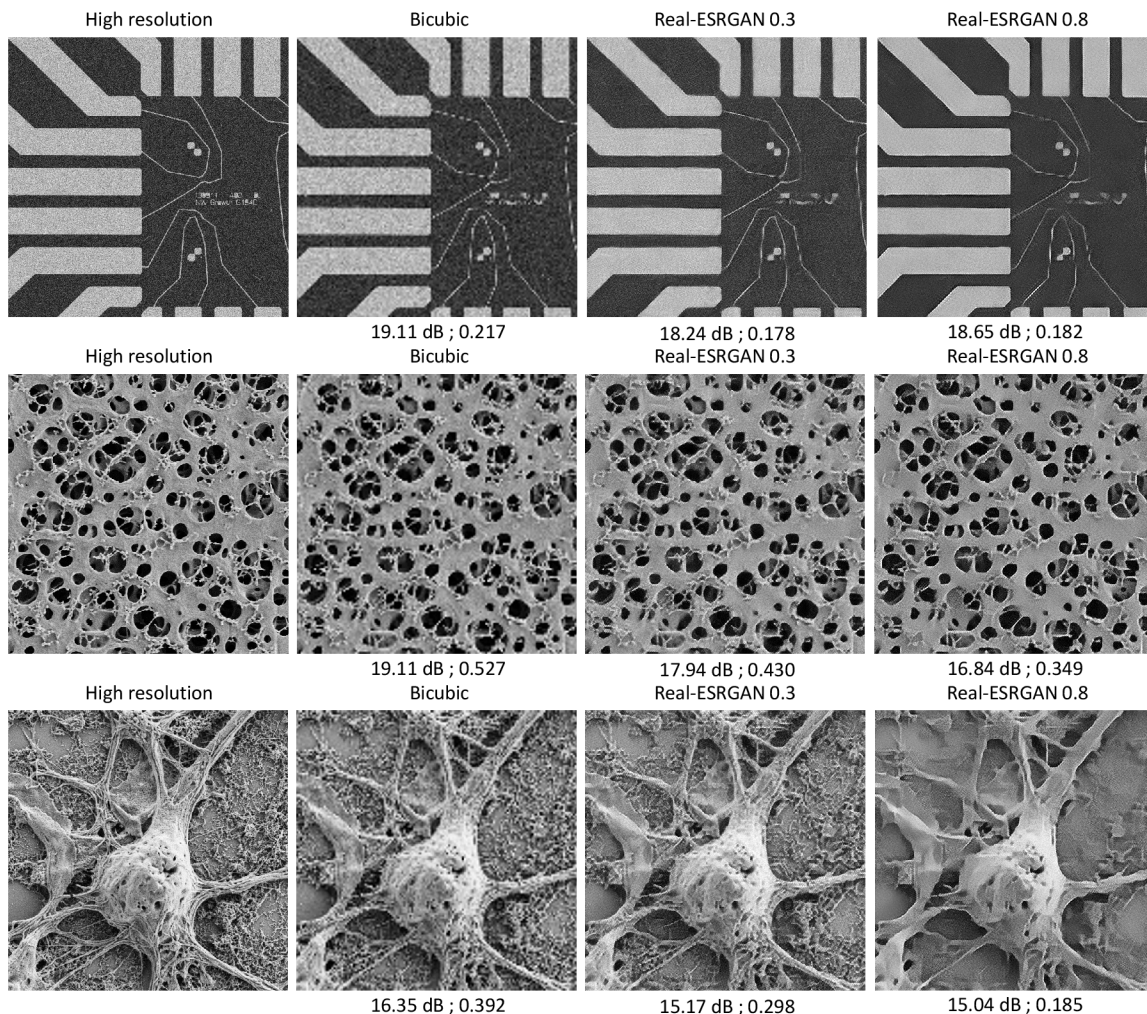 High resolution Bicubic Real-ESRGAN 0.3 Real-ESRGAN 0.8
19.11 dB ; 0.217 18.24 dB ; 0.178 18.65 dB ; 0.182
High resolution Bicubic Real-ESRGAN 0.3 Real-ESRGAN 0.8
19.11 dB ; 0.527 17.94 dB ; 0.430 16.84 dB ; 0.349
High resolution Bicubic Real-ESRGAN 0.3 Real-ESRGAN 0.8
16.35 dB ; 0.392 15.17 dB ; 0.298 15.04 dB ; 0.185